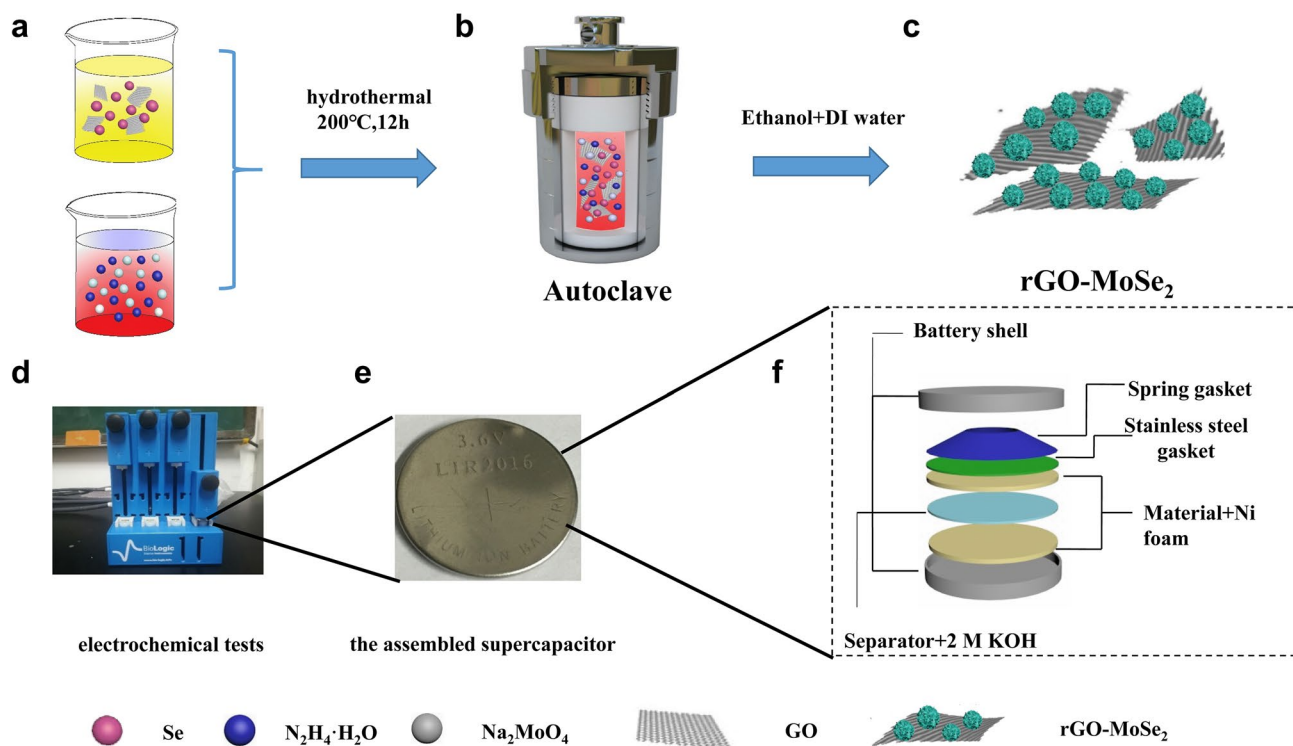 a
b
c
hydrothermal
200℃,12h
Ethanol+DI water
Autoclave
rGO-MoSe₂
d
e
f
Battery shell
Spring gasket
Stainless steel
gasket
Material+Ni
foam
Separator+2 M KOH
3.6V
LIR2016
LITHIUM ION BATTERY
BioLogic
electrochemical tests
the assembled supercapacitor
Se
N₂H₄·H₂O
Na₂MoO₄
GO
rGO-MoSe₂